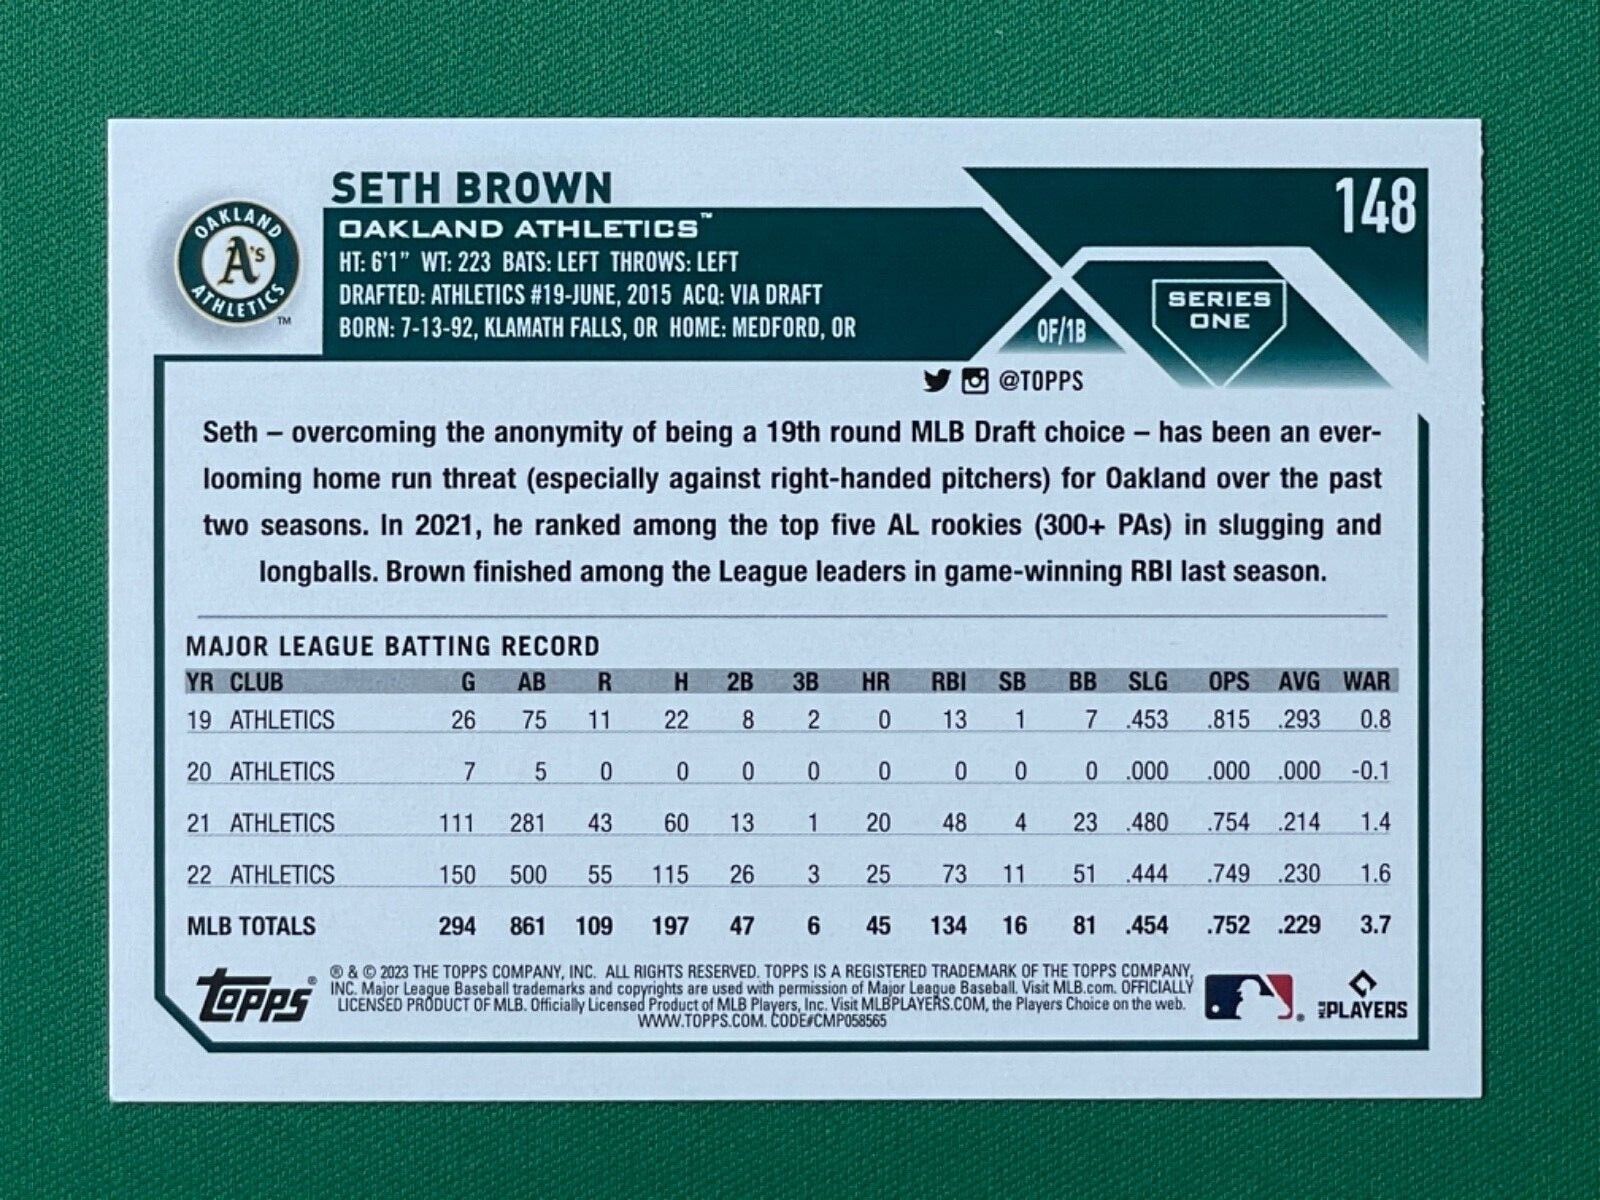 SETH BROWN
148
OAKLAND ATHLETICS™
HT: 6'1" WT: 223 BATS: LEFT THROWS: LEFT
DRAFTED: ATHLETICS #19-JUNE, 2015 ACQ: VIA DRAFT
BORN: 7-13-92, KLAMATH FALLS, OR HOME: MEDFORD, OR
OAKLAND
A's
ATHLETICS
TM
OF/1B
SERIES
ONE
@TOPPS
Seth – overcoming the anonymity of being a 19th round MLB Draft choice – has been an ever-
looming home run threat (especially against right-handed pitchers) for Oakland over the past
two seasons. In 2021, he ranked among the top five AL rookies (300+ PAs) in slugging and
longballs. Brown finished among the League leaders in game-winning RBI last season.
MAJOR LEAGUE BATTING RECORD
YR CLUB G AB R H 2B 3B HR RBI SB BB SLG OPS AVG WAR
19 ATHLETICS 26 75 11 22 8 2 0 13 1 7 .453 .815 .293 0.8
20 ATHLETICS 7 5 0 0 0 0 0 0 0 0 .000 .000 .000 -0.1
21 ATHLETICS 111 281 43 60 13 1 20 48 4 23 .480 .754 .214 1.4
22 ATHLETICS 150 500 55 115 26 3 25 73 11 51 .444 .749 .230 1.6
MLB TOTALS 294 861 109 197 47 6 45 134 16 81 .454 .752 .229 3.7
topps®
® & © 2023 THE TOPPS COMPANY, INC. ALL RIGHTS RESERVED. TOPPS IS A REGISTERED TRADEMARK OF THE TOPPS COMPANY,
INC. Major League Baseball trademarks and copyrights are used with permission of Major League Baseball. Visit MLB.com. OFFICIALLY
LICENSED PRODUCT OF MLB. Officially Licensed Product of MLB Players, Inc. Visit MLBPLAYERS.COM, the Players Choice on the web.
WWW.TOPPS.COM. CODE#CMP058565
MLB PLAYERS